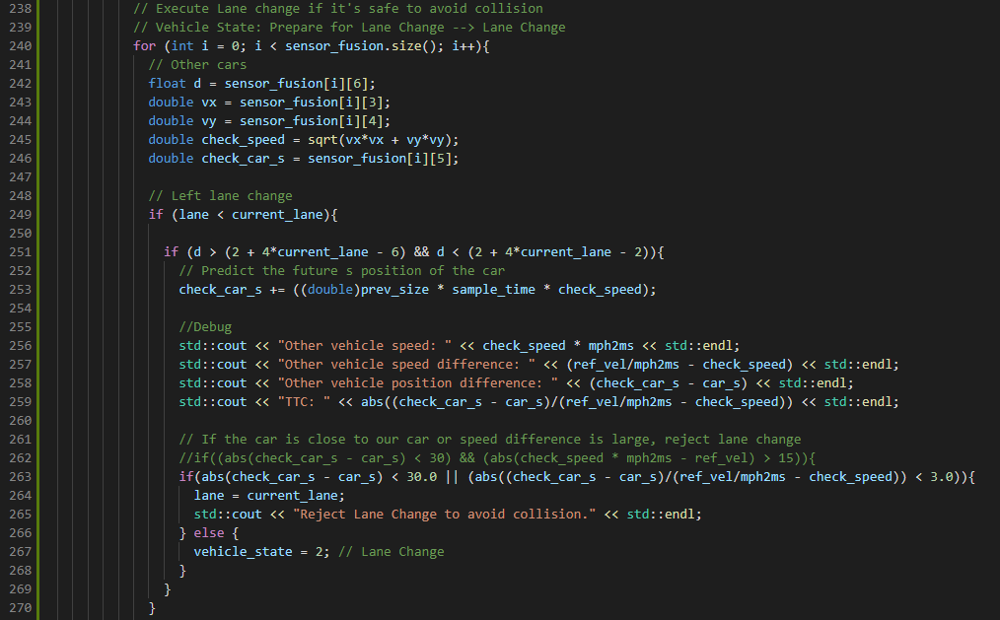 238 // Execute Lane change if it's safe to avoid collision
239 // Vehicle State: Prepare for Lane Change --> Lane Change
240 for (int i = 0; i < sensor_fusion.size(); i++){
241 // Other cars
242 float d = sensor_fusion[i][6];
243 double vx = sensor_fusion[i][3];
244 double vy = sensor_fusion[i][4];
245 double check_speed = sqrt(vx*vx + vy*vy);
246 double check_car_s = sensor_fusion[i][5];
247
248 // Left lane change
249 if (lane < current_lane){
250
251 if (d > (2 + 4*current_lane - 6) && d < (2 + 4*current_lane - 2)){
252 // Predict the future s position of the car
253 check_car_s += ((double)prev_size * sample_time * check_speed);
254
255 //Debug
256 std::cout << "Other vehicle speed: " << check_speed * mph2ms << std::endl;
257 std::cout << "Other vehicle speed difference: " << (ref_vel/mph2ms - check_speed) << std::endl;
258 std::cout << "Other vehicle position difference: " << (check_car_s - car_s) << std::endl;
259 std::cout << "TTC: " << abs((check_car_s - car_s)/(ref_vel/mph2ms - check_speed)) << std::endl;
260
261 // If the car is close to our car or speed difference is large, reject lane change
262 //if((abs(check_car_s - car_s) < 30) && (abs(check_speed * mph2ms - ref_vel) > 15)){
263 if(abs(check_car_s - car_s) < 30.0 || (abs((check_car_s - car_s)/(ref_vel/mph2ms - check_speed)) < 3.0)){
264 lane = current_lane;
265 std::cout << "Reject Lane Change to avoid collision." << std::endl;
266 } else {
267 vehicle_state = 2; // Lane Change
268 }
269 }
270 }